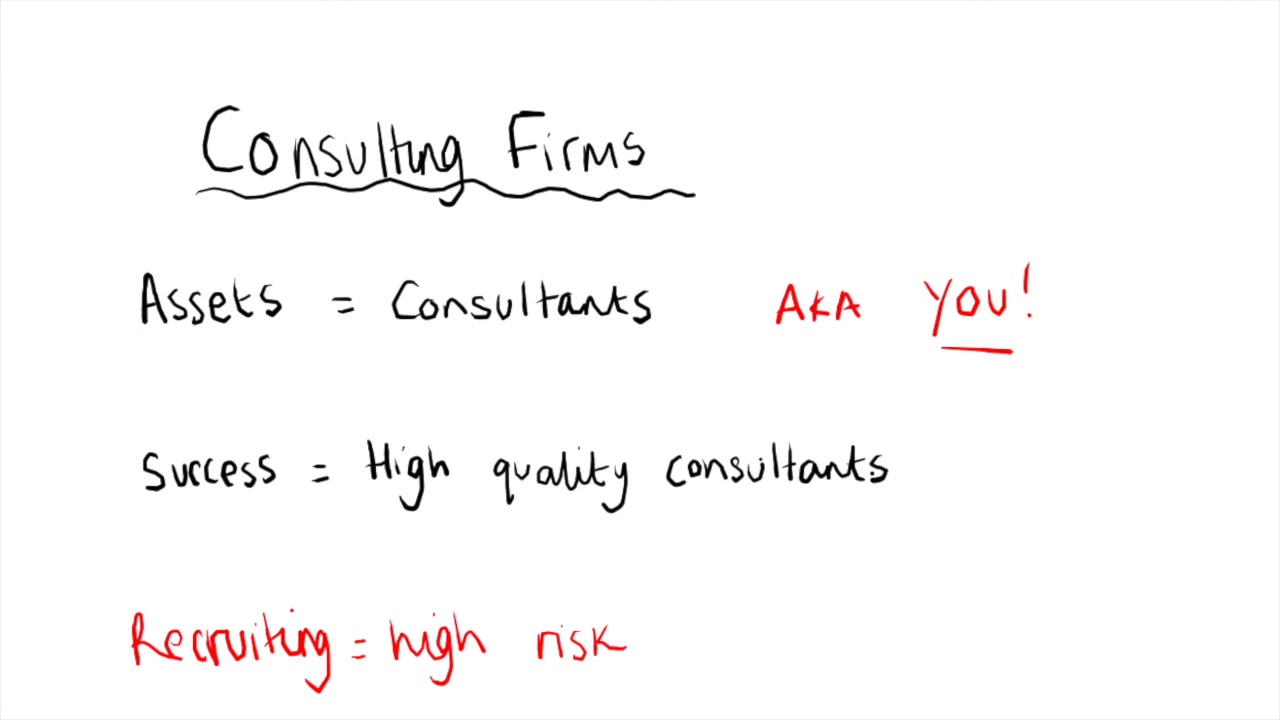 Consulting Firms
Assets = Consultants AKA YOU!
Success = High quality consultants
Recruiting = high risk